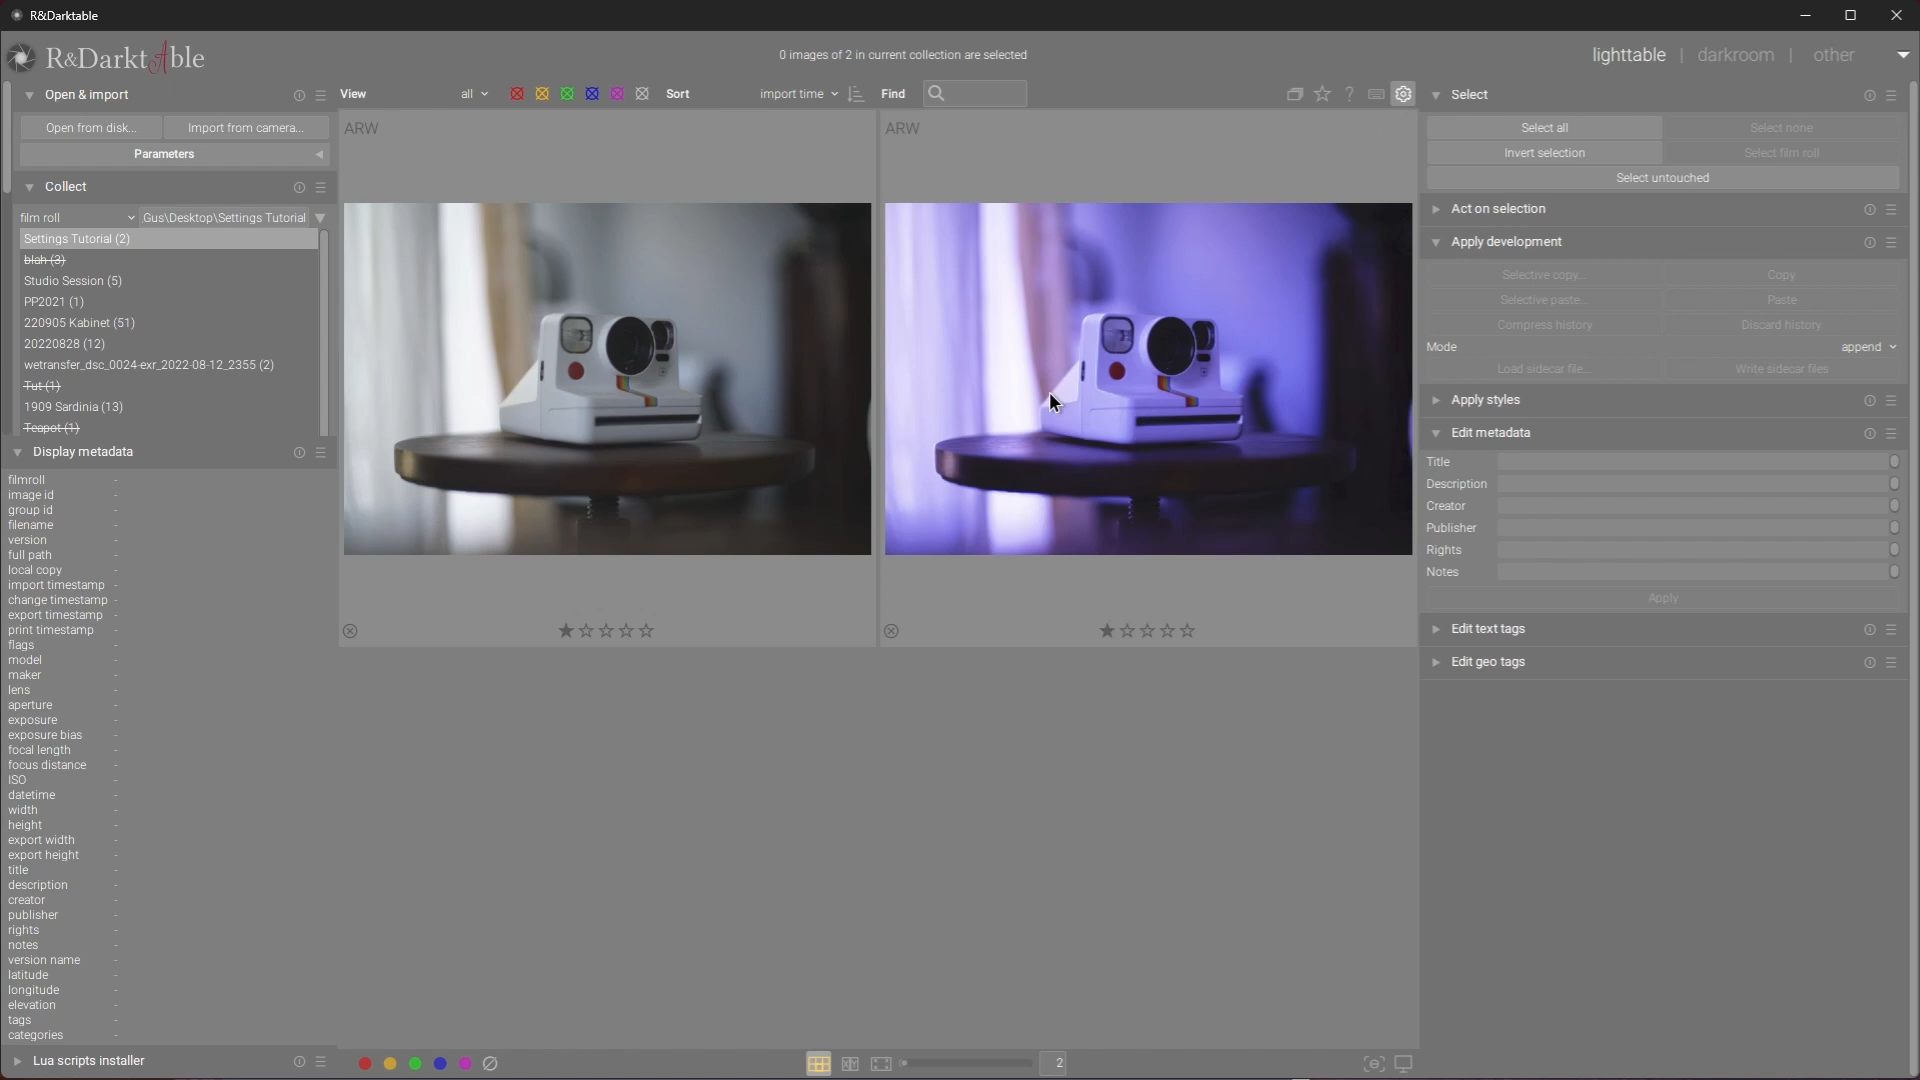 R&Darktable
R&DarktAble
0 images of 2 in current collection are selected
lighttable | darkroom | other
Open & import
Open from disk...
Import from camera...
Parameters
Collect
film roll
Gus\Desktop\Settings Tutorial
Settings Tutorial (2)
blah (3)
Studio Session (5)
PP2021 (1)
220905 Kabinet (51)
20220828 (12)
wetransfer_dsc_0024-exr_2022-08-12_2355 (2)
Tut (1)
1909 Sardinia (13)
Teapot (1)
Display metadata
filmroll -
image id -
group id -
filename -
version -
full path -
local copy -
import timestamp -
change timestamp -
export timestamp -
print timestamp -
flags -
model -
maker -
lens -
aperture -
exposure -
exposure bias -
focal length -
focus distance -
ISO -
datetime -
width -
height -
export width -
export height -
title -
description -
creator -
publisher -
rights -
notes -
version name -
latitude -
longitude -
elevation -
tags -
categories -
Lua scripts installer
View all Sort import time Find
ARW
ARW
2
Select
Select all
Select none
Invert selection
Select film roll
Select untouched
Act on selection
Apply development
Selective copy...
Copy
Selective paste...
Paste
Compress history
Discard history
Mode append
Load sidecar file...
Write sidecar files
Apply styles
Edit metadata
Title
Description
Creator
Publisher
Rights
Notes
Apply
Edit text tags
Edit geo tags